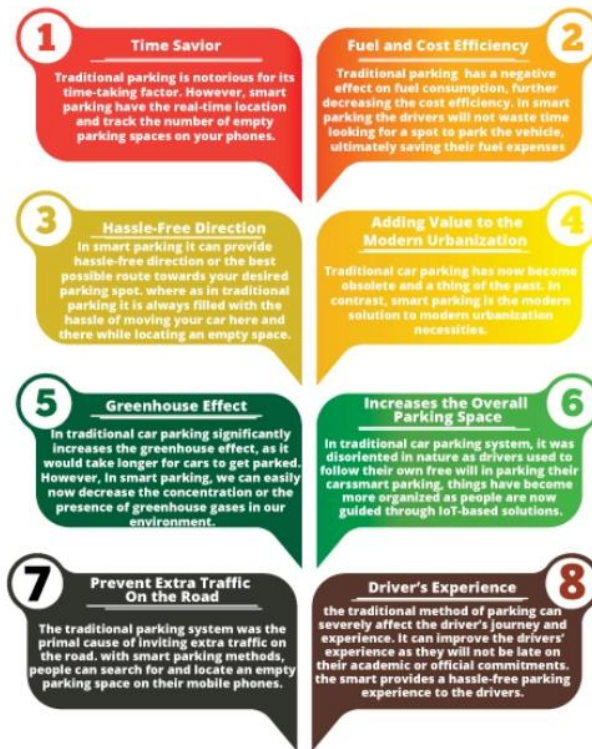 1
Time Savior
Traditional parking is notorious for its
time-taking factor. However, smart
parking have the real-time location
and track the number of empty
parking spaces on your phones.
2
Fuel and Cost Efficiency
Traditional parking has a negative
effect on fuel consumption, further
decreasing the cost efficiency. In smart
parking the drivers will not waste time
looking for a spot to park the vehicle,
ultimately saving their fuel expenses
3
Hassle-Free Direction
In smart parking it can provide
hassle-free direction or the best
possible route towards your desired
parking spot. where as in traditional
parking it is always filled with the
hassle of moving your car here and
there while locating an empty space.
4
Adding Value to the
Modern Urbanization
Traditional car parking has now become
obsolete and a thing of the past. In
contrast, smart parking is the modern
solution to modern urbanization
necessities.
5
Greenhouse Effect
In traditional car parking significantly
increases the greenhouse effect, as it
would take longer for cars to get parked.
However, In smart parking, we can easily
now decrease the concentration or the
presence of greenhouse gases in our
environment.
6
Increases the Overall
Parking Space
In traditional car parking system, it was
disoriented in nature as drivers used to
follow their own free will in parking their
carssmart parking, things have become
more organized as people are now
guided through IoT-based solutions.
7
Prevent Extra Traffic
On the Road
The traditional parking system was the
primal cause of inviting extra traffic on
the road. with smart parking methods,
people can search for and locate an empty
parking space on their mobile phones.
8
Driver's Experience
the traditional method of parking can
severely affect the driver's journey and
experience. It can improve the drivers'
experience as they will not be late on
their academic or official commitments.
the smart provides a hassle-free parking
experience to the drivers.